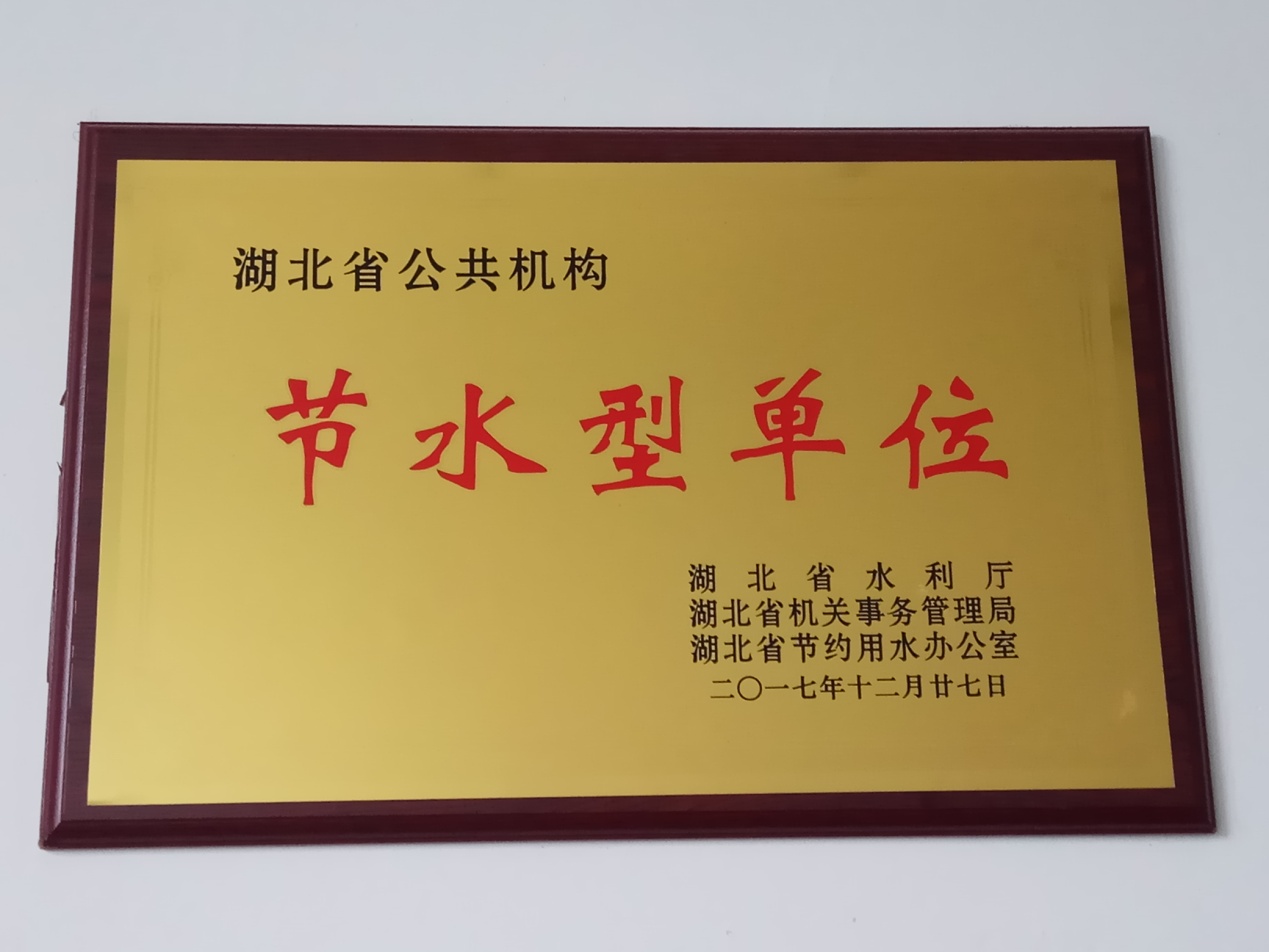 湖北省公共机构
节水型单位
湖北省水利厅
湖北省机关事务管理局
湖北省节约用水办公室
二〇一七年十二月廿七日